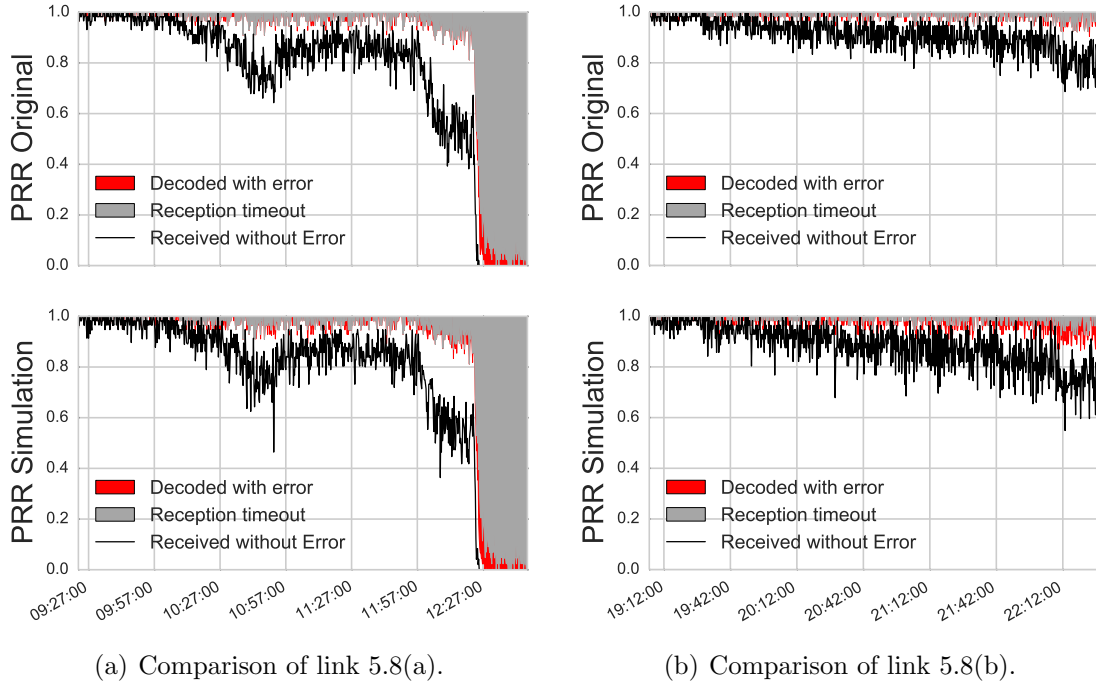 PRR Original
1.0
0.8
0.6
0.4
0.2
0.0
Decoded with error
Reception timeout
Received without Error
PRR Simulation
1.0
0.8
0.6
0.4
0.2
0.0
Decoded with error
Reception timeout
Received without Error
09:27:00
09:57:00
10:27:00
10:57:00
11:27:00
11:57:00
12:27:00
(a) Comparison of link 5.8(a).
PRR Original
1.0
0.8
0.6
0.4
0.2
0.0
Decoded with error
Reception timeout
Received without Error
PRR Simulation
1.0
0.8
0.6
0.4
0.2
0.0
Decoded with error
Reception timeout
Received without Error
19:12:00
19:42:00
20:12:00
20:42:00
21:12:00
21:42:00
22:12:00
(b) Comparison of link 5.8(b).